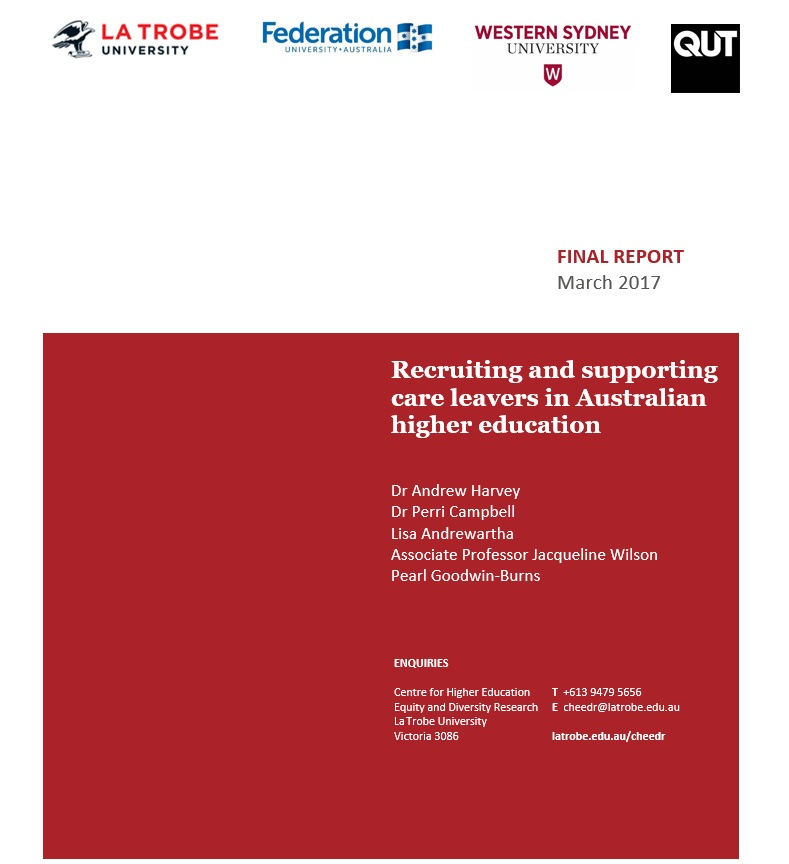 LA TROBE
UNIVERSITY
Federation
UNIVERSITY • AUSTRALIA
WESTERN SYDNEY
UNIVERSITY
W
QUT
FINAL REPORT
March 2017
Recruiting and supporting
care leavers in Australian
higher education
Dr Andrew Harvey
Dr Perri Campbell
Lisa Andrewartha
Associate Professor Jacqueline Wilson
Pearl Goodwin-Burns
ENQUIRIES
Centre for Higher Education T +613 9479 5656
Equity and Diversity Research E cheedr@latrobe.edu.au
La Trobe University
Victoria 3086 latrobe.edu.au/cheedr